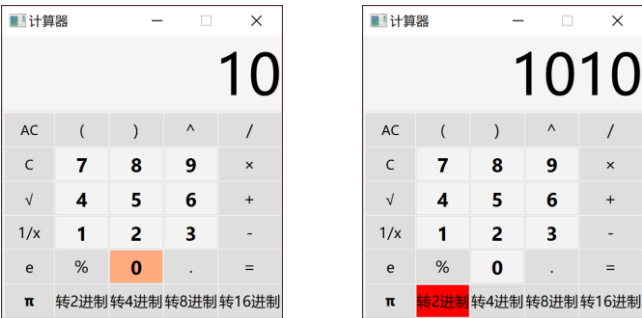 计算器
10
AC ( ) ^ /
C 7 8 9 ×
√ 4 5 6 +
1/x 1 2 3 -
e % 0 . =
π 转2进制 转4进制 转8进制 转16进制
计算器
1010
AC ( ) ^ /
C 7 8 9 ×
√ 4 5 6 +
1/x 1 2 3 -
e % 0 . =
π 转2进制 转4进制 转8进制 转16进制